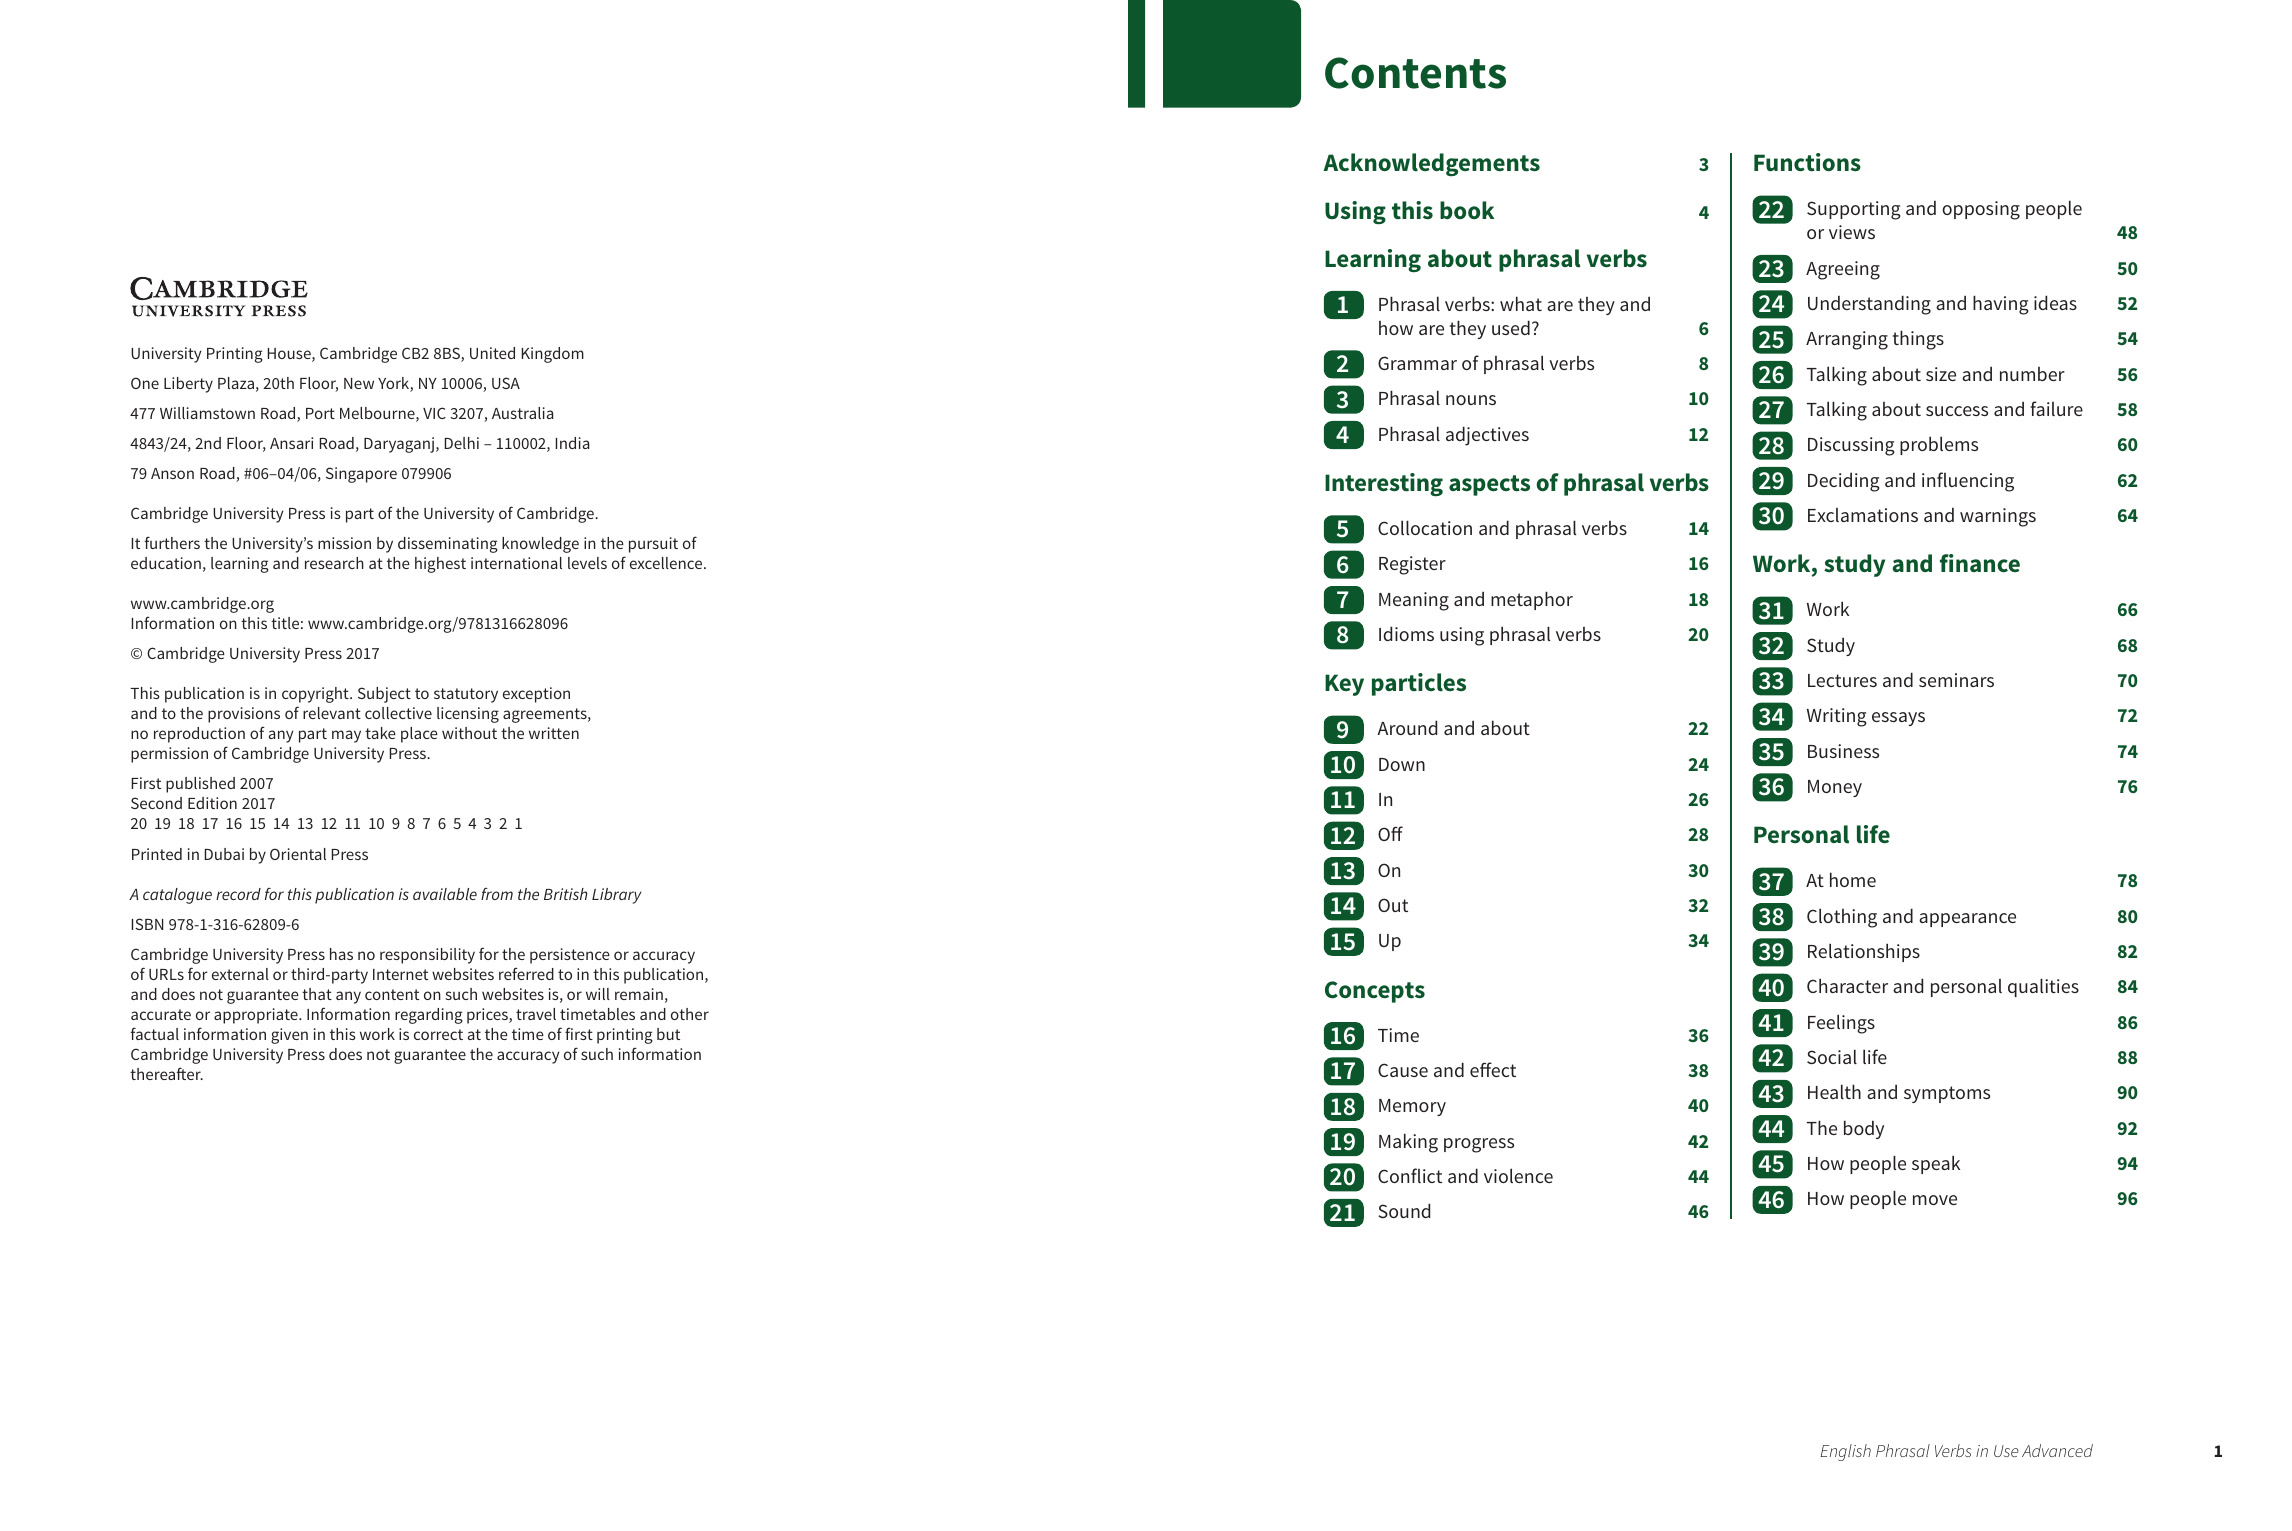 CAMBRIDGE
UNIVERSITY PRESS
University Printing House, Cambridge CB2 8BS, United Kingdom
One Liberty Plaza, 20th Floor, New York, NY 10006, USA
477 Williamstown Road, Port Melbourne, VIC 3207, Australia
4843/24, 2nd Floor, Ansari Road, Daryaganj, Delhi – 110002, India
79 Anson Road, #06–04/06, Singapore 079906
Cambridge University Press is part of the University of Cambridge.
It furthers the University’s mission by disseminating knowledge in the pursuit of
education, learning and research at the highest international levels of excellence.
www.cambridge.org
Information on this title: www.cambridge.org/9781316628096
© Cambridge University Press 2017
This publication is in copyright. Subject to statutory exception
and to the provisions of relevant collective licensing agreements,
no reproduction of any part may take place without the written
permission of Cambridge University Press.
First published 2007
Second Edition 2017
20 19 18 17 16 15 14 13 12 11 10 9 8 7 6 5 4 3 2 1
Printed in Dubai by Oriental Press
A catalogue record for this publication is available from the British Library
ISBN 978-1-316-62809-6
Cambridge University Press has no responsibility for the persistence or accuracy
of URLs for external or third-party Internet websites referred to in this publication,
and does not guarantee that any content on such websites is, or will remain,
accurate or appropriate. Information regarding prices, travel timetables and other
factual information given in this work is correct at the time of first printing but
Cambridge University Press does not guarantee the accuracy of such information
thereafter.
Contents
Acknowledgements 3
Using this book 4
Learning about phrasal verbs
1 Phrasal verbs: what are they and
how are they used? 6
2 Grammar of phrasal verbs 8
3 Phrasal nouns 10
4 Phrasal adjectives 12
Interesting aspects of phrasal verbs
5 Collocation and phrasal verbs 14
6 Register 16
7 Meaning and metaphor 18
8 Idioms using phrasal verbs 20
Key particles
9 Around and about 22
10 Down 24
11 In 26
12 Off 28
13 On 30
14 Out 32
15 Up 34
Concepts
16 Time 36
17 Cause and effect 38
18 Memory 40
19 Making progress 42
20 Conflict and violence 44
21 Sound 46
Functions
22 Supporting and opposing people
or views 48
23 Agreeing 50
24 Understanding and having ideas 52
25 Arranging things 54
26 Talking about size and number 56
27 Talking about success and failure 58
28 Discussing problems 60
29 Deciding and influencing 62
30 Exclamations and warnings 64
Work, study and finance
31 Work 66
32 Study 68
33 Lectures and seminars 70
34 Writing essays 72
35 Business 74
36 Money 76
Personal life
37 At home 78
38 Clothing and appearance 80
39 Relationships 82
40 Character and personal qualities 84
41 Feelings 86
42 Social life 88
43 Health and symptoms 90
44 The body 92
45 How people speak 94
46 How people move 96
English Phrasal Verbs in Use Advanced 1